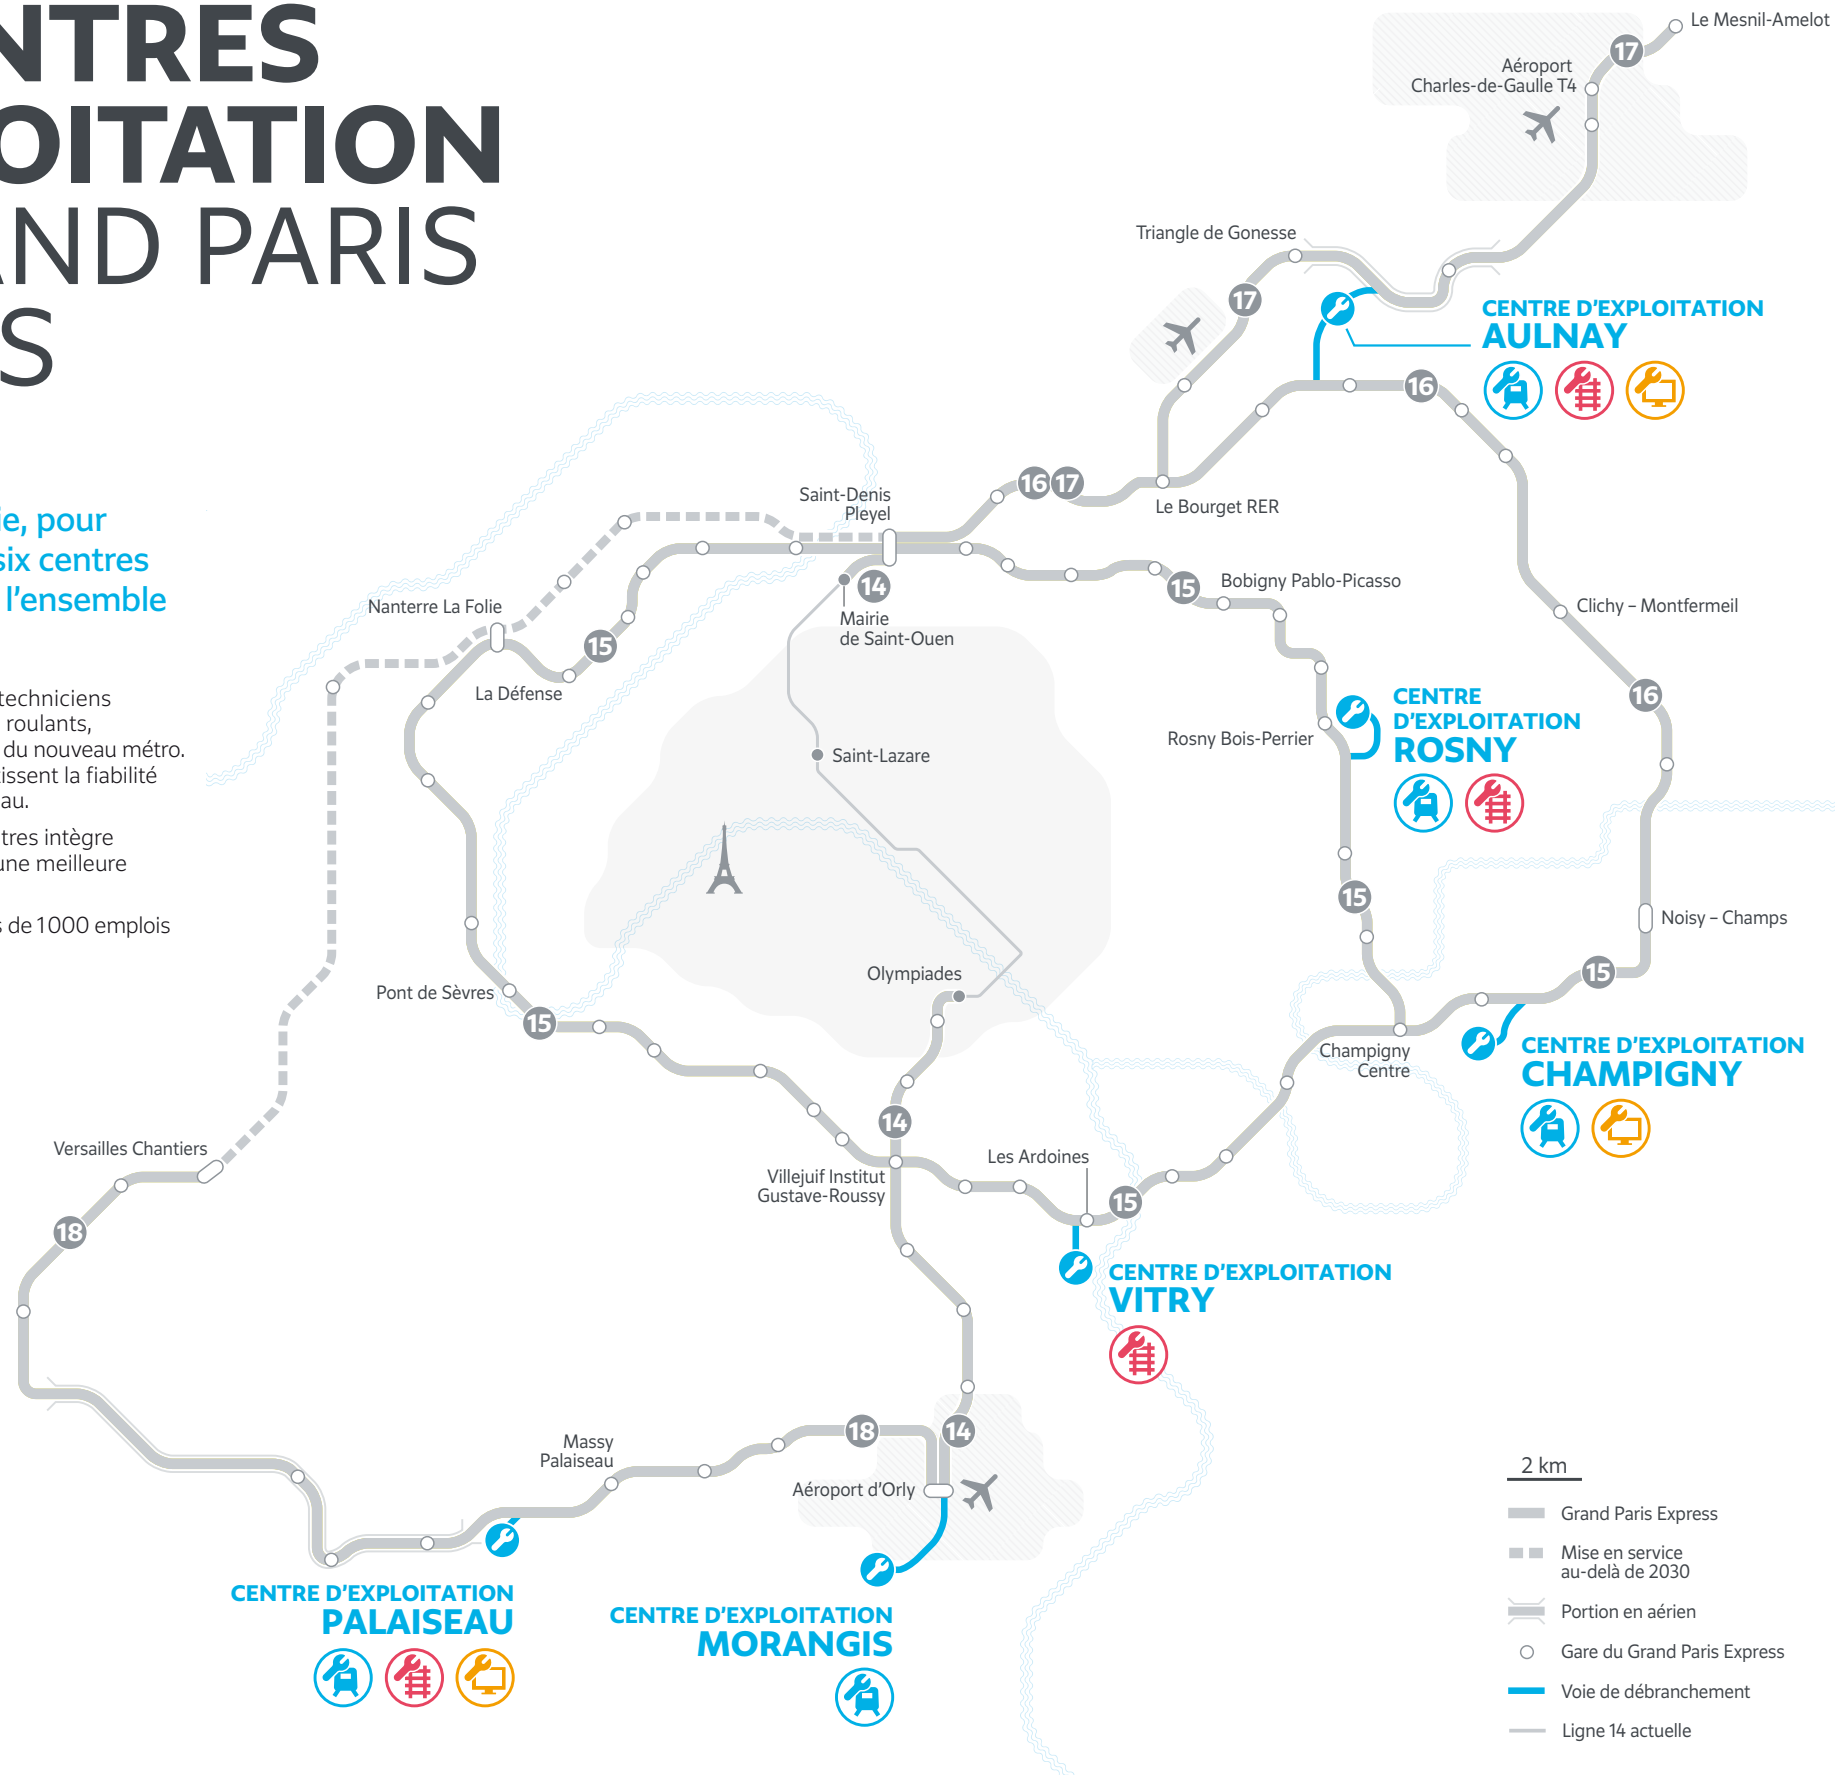 NTRES
OITATION
AND PARIS
S
ie, pour
six centres
l'ensemble
techniciens
roulants,
du nouveau métro.
issent la fiabilité
au.
tres intègre
une meilleure
s de 1000 emplois
Le Mesnil-Amelot
17
Aéroport
Charles-de-Gaulle T4
Triangle de Gonesse
17
CENTRE D'EXPLOITATION
AULNAY
16
16 17
Le Bourget RER
Saint-Denis
Pleyel
14
Mairie
de Saint-Ouen
15
Bobigny Pablo-Picasso
Clichy – Montfermeil
Nanterre La Folie
15
La Défense
16
CENTRE
D'EXPLOITATION
ROSNY
Rosny Bois-Perrier
Saint-Lazare
15
Noisy – Champs
15
Olympiades
Pont de Sèvres
15
Champigny
Centre
CENTRE D'EXPLOITATION
CHAMPIGNY
14
Versailles Chantiers
Villejuif Institut
Gustave-Roussy
Les Ardoines
15
18
CENTRE D'EXPLOITATION
VITRY
Massy
Palaiseau
18
14
Aéroport d'Orly
CENTRE D'EXPLOITATION
PALAISEAU
CENTRE D'EXPLOITATION
MORANGIS
2 km
Grand Paris Express
Mise en service
au-delà de 2030
Portion en aérien
Gare du Grand Paris Express
Voie de débranchement
Ligne 14 actuelle